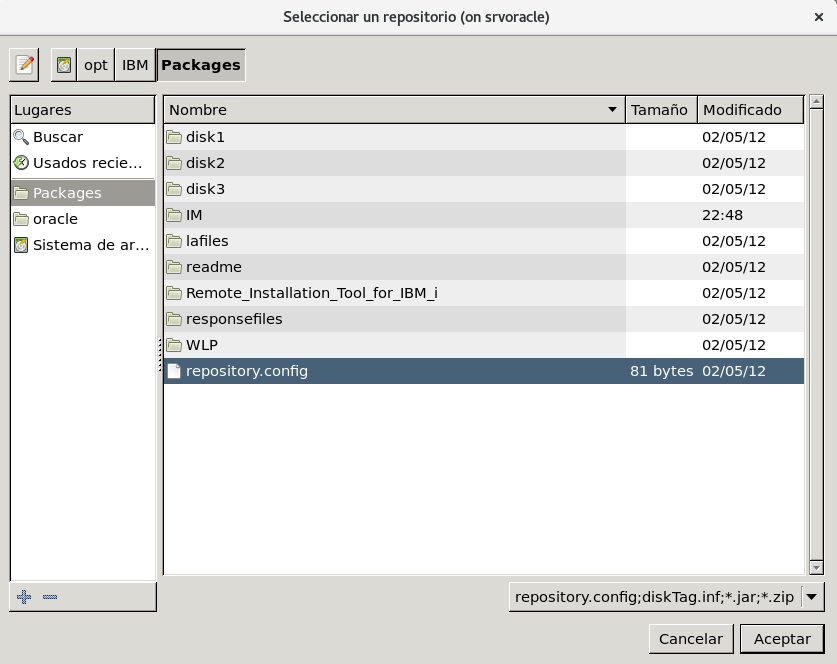 Seleccionar un repositorio (on srvoracle)
opt IBM Packages
Lugares
Buscar
Usados recie...
Packages
oracle
Sistema de ar...
Nombre Tamaño Modificado
disk1 02/05/12
disk2 02/05/12
disk3 02/05/12
IM 22:48
lafiles 02/05/12
readme 02/05/12
Remote_Installation_Tool_for_IBM_i 02/05/12
responsefiles 02/05/12
WLP 02/05/12
repository.config 81 bytes 02/05/12
repository.config;diskTag.inf;*.jar;*.zip
Cancelar Aceptar